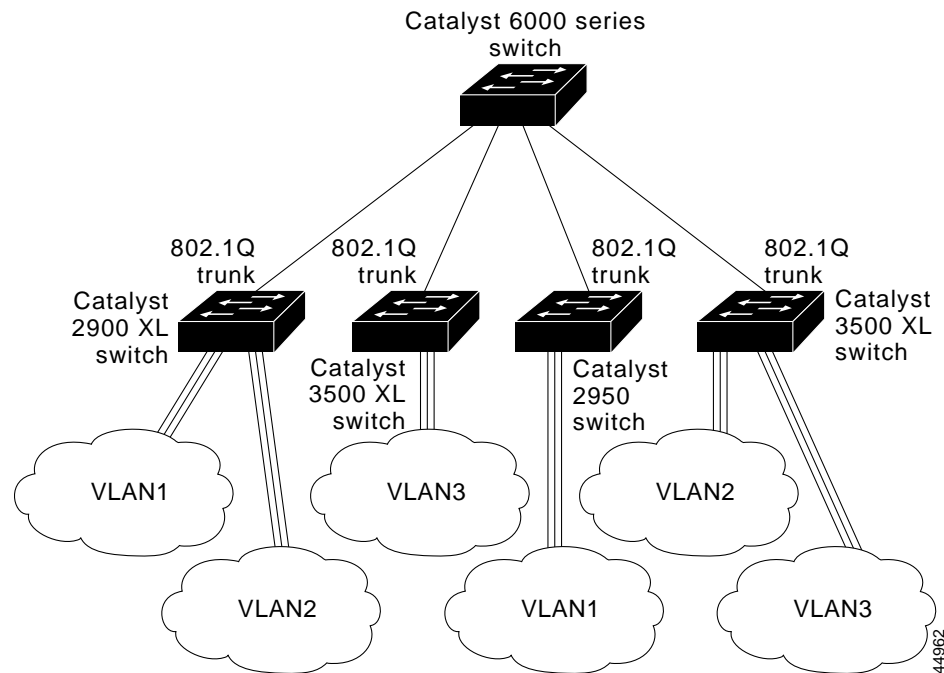 Catalyst 6000 series
switch
802.1Q
trunk
802.1Q
trunk
802.1Q
trunk
802.1Q
trunk
Catalyst
2900 XL
switch
Catalyst
3500 XL
switch
Catalyst
2950
switch
Catalyst
3500 XL
switch
VLAN1
VLAN3
VLAN2
VLAN2
VLAN1
VLAN3
44962